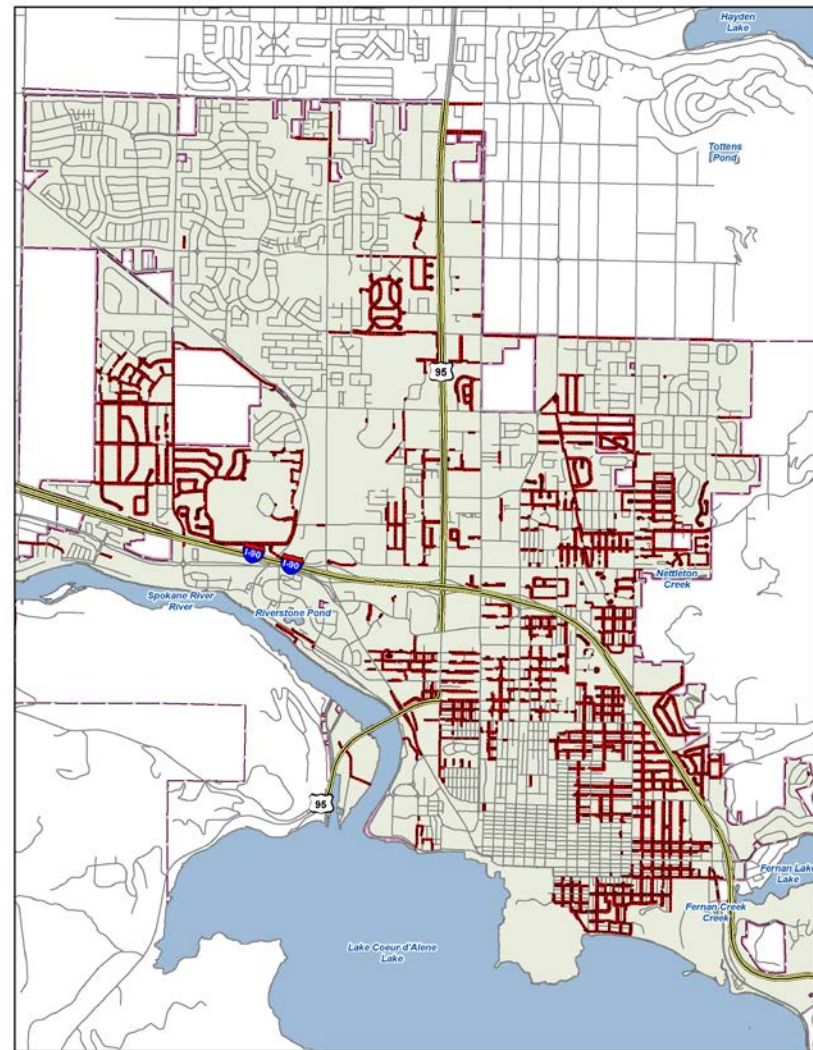 Hayden
Lake
Tottens
Pond
95
I-90
I-90
Nettleton
Creek
Spokane River
River
Riverstone Pond
95
Fernan Lake
Lake
Fernan Creek
Creek
Lake Coeur d'Alene
Lake